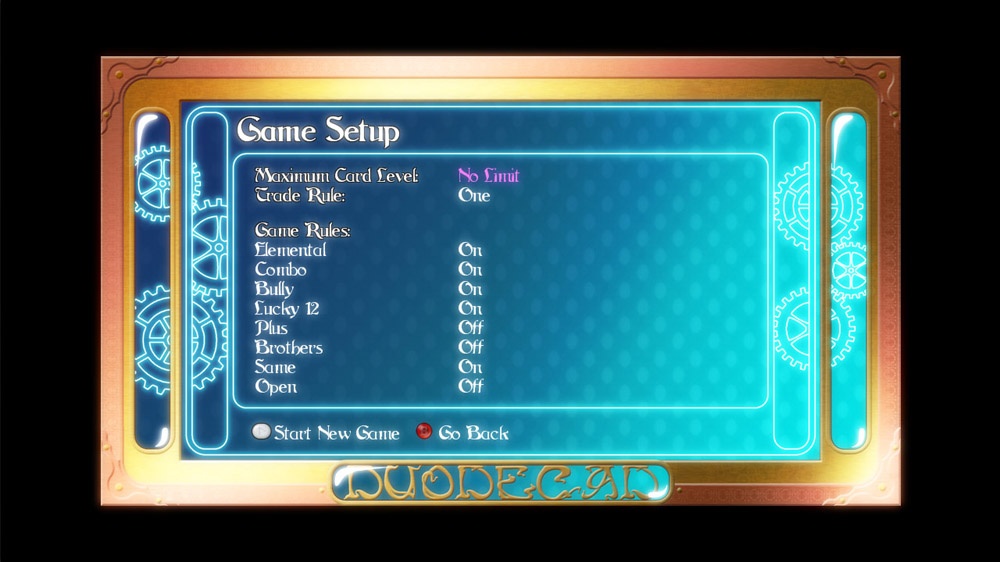 Game Setup
Maximum Card Level: No Limit
Trade Rule: One
Game Rules:
Elemental On
Combo On
Bully On
Lucky 12 On
Plus Off
Brothers Off
Same On
Open Off
Start New Game Go Back
DUODECAD